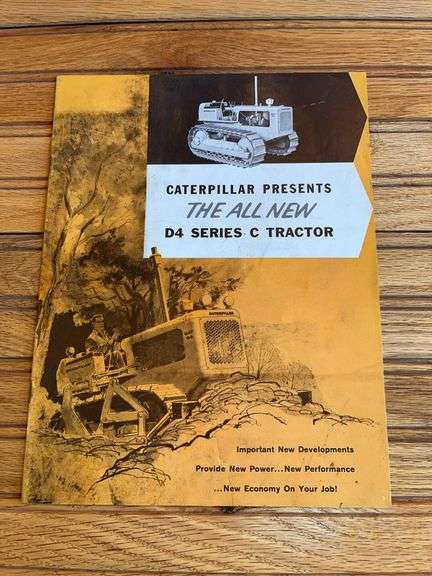 CATERPILLAR PRESENTS
THE ALL NEW
D4 SERIES C TRACTOR
CATERPILLAR
Important New Developments
Provide New Power...New Performance
...New Economy On Your Job!